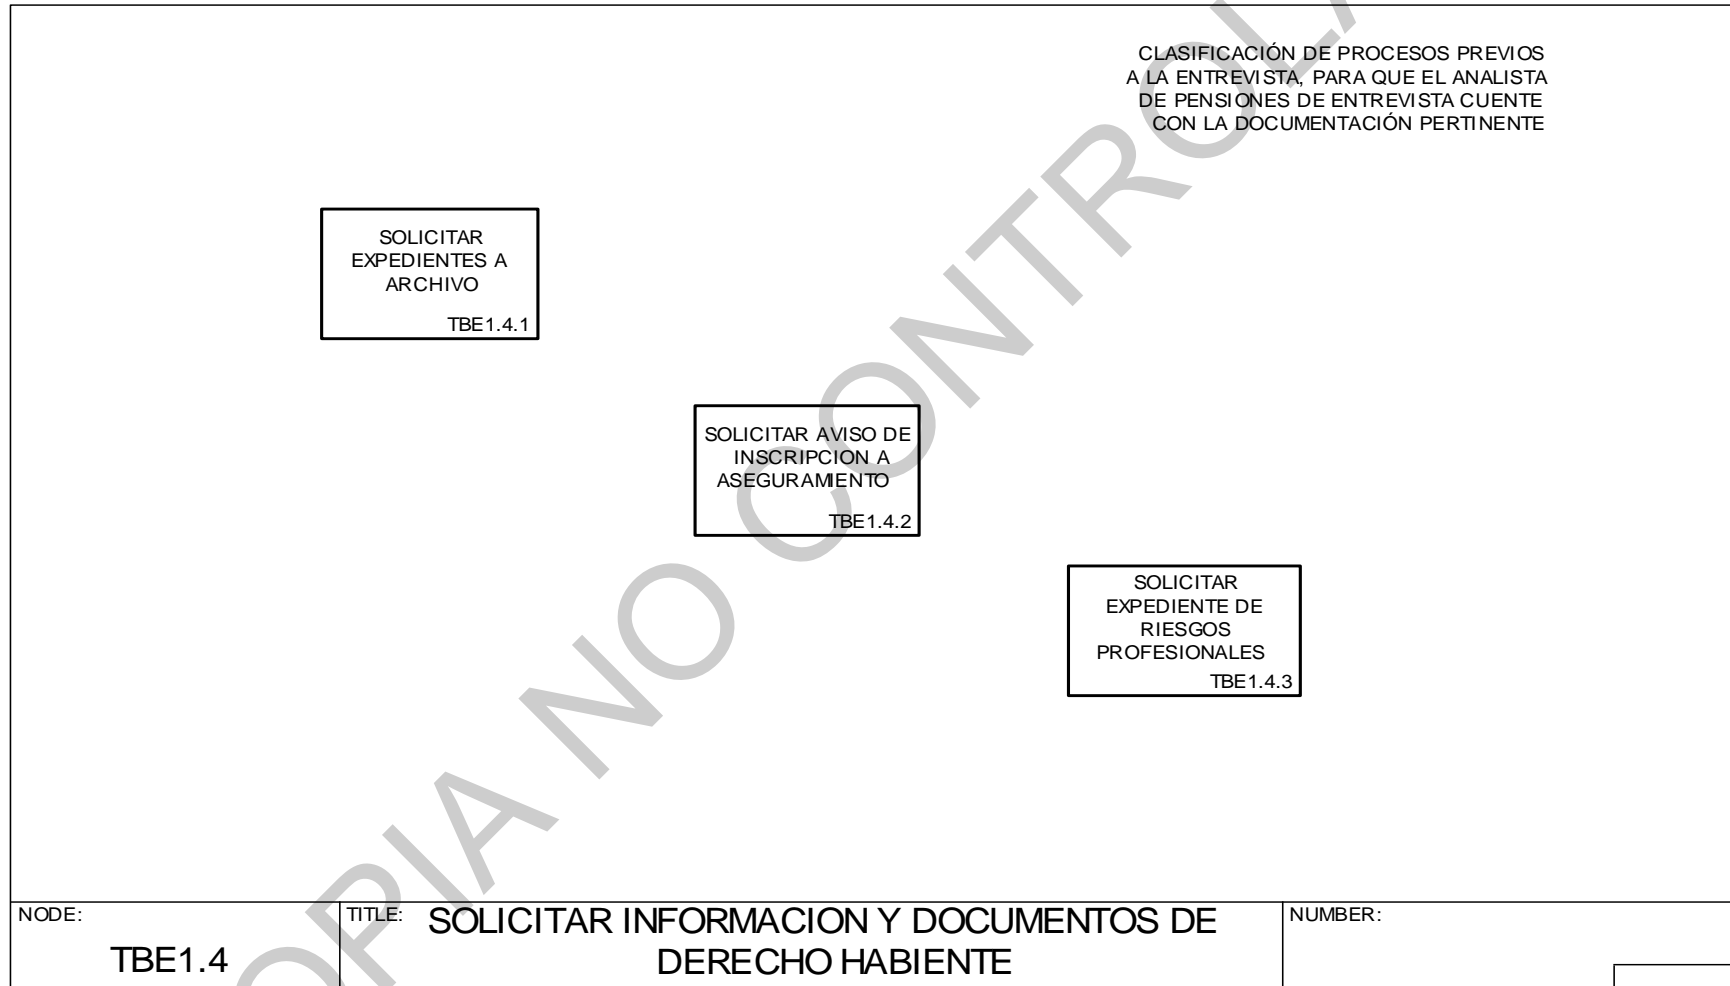 CLASIFICACIÓN DE PROCESOS PREVIOS
A LA ENTREVISTA, PARA QUE EL ANALISTA
DE PENSIONES DE ENTREVISTA CUENTE
CON LA DOCUMENTACIÓN PERTINENTE
SOLICITAR
EXPEDIENTES A
ARCHIVO
TBE1.4.1
SOLICITAR AVISO DE
INSCRIPCION A
ASEGURAMIENTO
TBE1.4.2
SOLICITAR
EXPEDIENTE DE
RIESGOS
PROFESIONALES
TBE1.4.3
NODE:
TBE1.4
TITLE:
SOLICITAR INFORMACION Y DOCUMENTOS DE
DERECHO HABIENTE
NUMBER:
OPIA NO CONTROLA